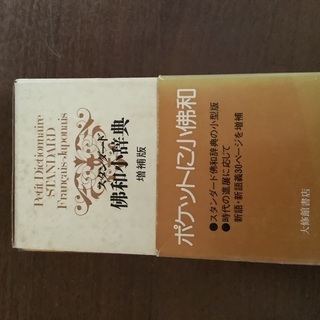 Petit Dictionnaire
STANDARD
Français-Japonais
スタンダード
佛和小辞典
増補版
ポケットに小佛和
●スタンダード佛和辞典の小型版
●時代の進展に応じて
新語・新語義30ページを増補
大修館書店